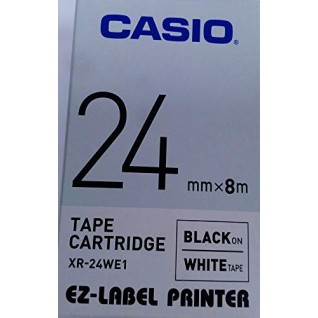 CASIO®
24 mm×8m
TAPE
CARTRIDGE
XR-24WE1
BLACK ON
WHITE TAPE
EZ-LABEL PRINTER